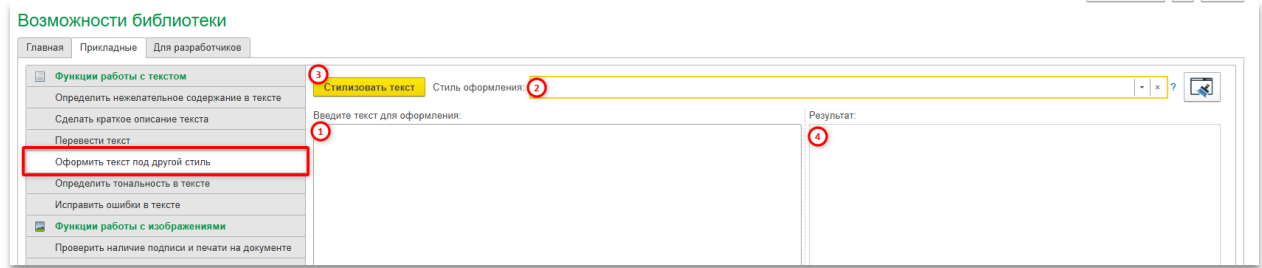 Возможности библиотеки
Главная Прикладные Для разработчиков
Функции работы с текстом
Определить нежелательное содержание в тексте
Сделать краткое описание текста
Перевести текст
Оформить текст под другой стиль
Определить тональность в тексте
Исправить ошибки в тексте
Функции работы с изображениями
Проверить наличие подписи и печати на документе
3
Стилизовать текст Стиль оформления: 2 ?
Введите текст для оформления:
1
Результат:
4